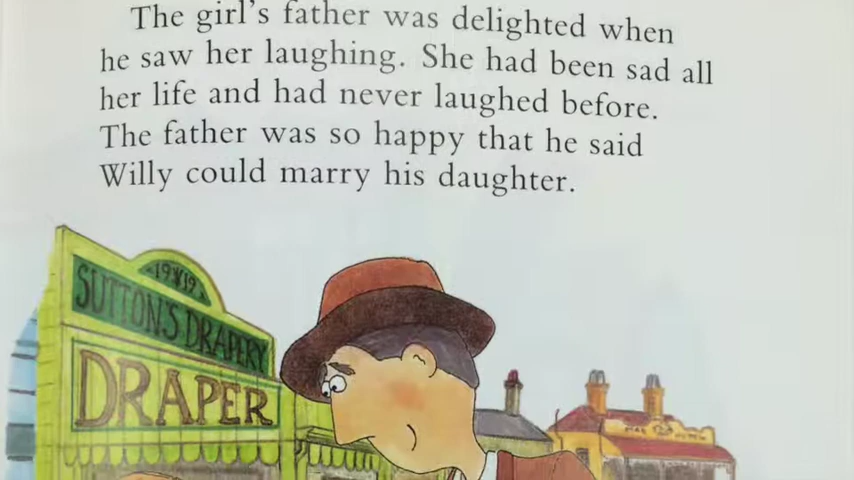 The girl's father was delighted when
he saw her laughing. She had been sad all
her life and had never laughed before.
The father was so happy that he said
Willy could marry his daughter.
SUTTON'S DRAPERY
DRAPER